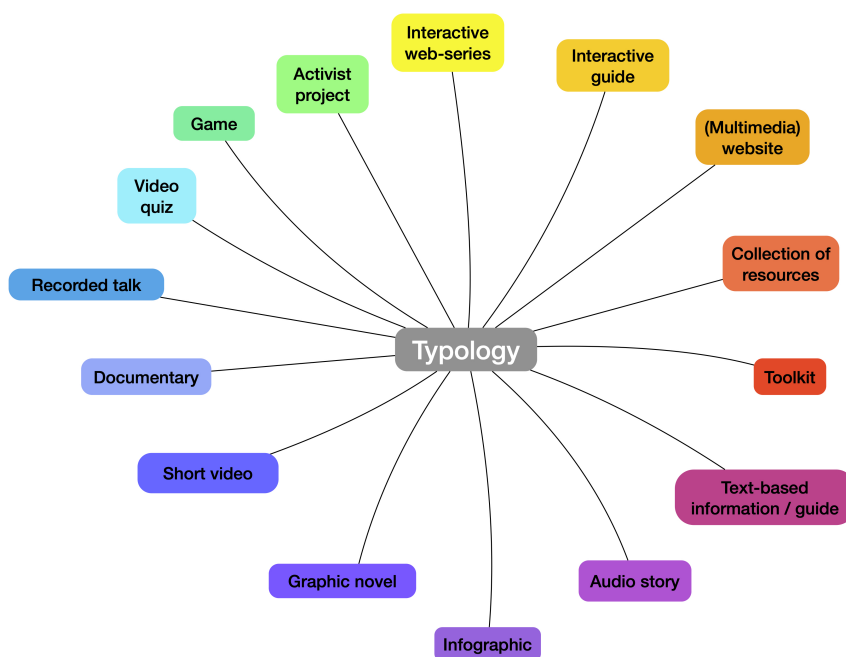 Interactive
web-series
Interactive
guide
Activist
project
(Multimedia)
website
Game
Video
quiz
Collection of
resources
Recorded talk
Typology
Documentary
Toolkit
Short video
Text-based
information / guide
Graphic novel
Audio story
Infographic